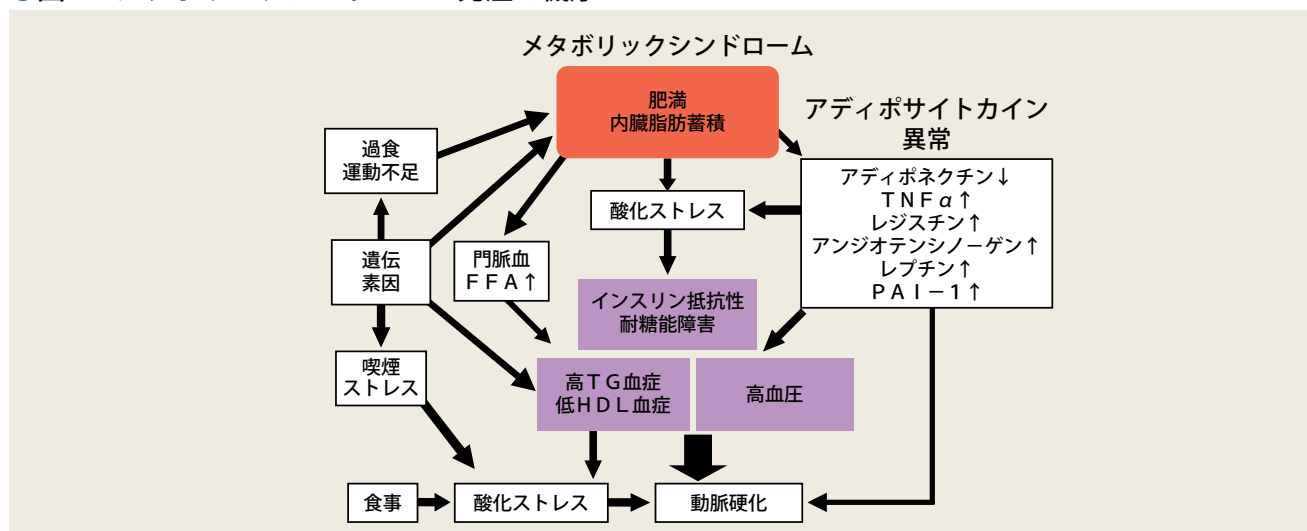 メタボリックシンドローム
肥満
内臓脂肪蓄積
アディポサイトカイン
異常
過食
運動不足
アディポネクチン↓
TNFα↑
レジスチン↑
アンジオテンシノーゲン↑
レプチン↑
PAI-1↑
酸化ストレス
遺伝
素因
門脈血
FFA↑
インスリン抵抗性
耐糖能障害
喫煙
ストレス
高TG血症
低HDL血症
高血圧
食事
酸化ストレス
動脈硬化